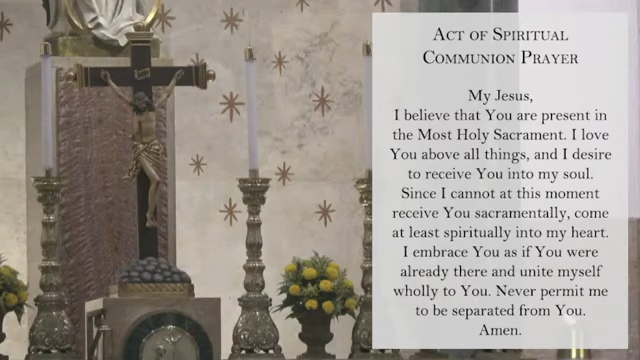 ACT OF SPIRITUAL
COMMUNION PRAYER
My Jesus,
I believe that You are present in
the Most Holy Sacrament. I love
You above all things, and I desire
to receive You into my soul.
Since I cannot at this moment
receive You sacramentally, come
at least spiritually into my heart.
I embrace You as if You were
already there and unite myself
wholly to You. Never permit me
to be separated from You.
Amen.